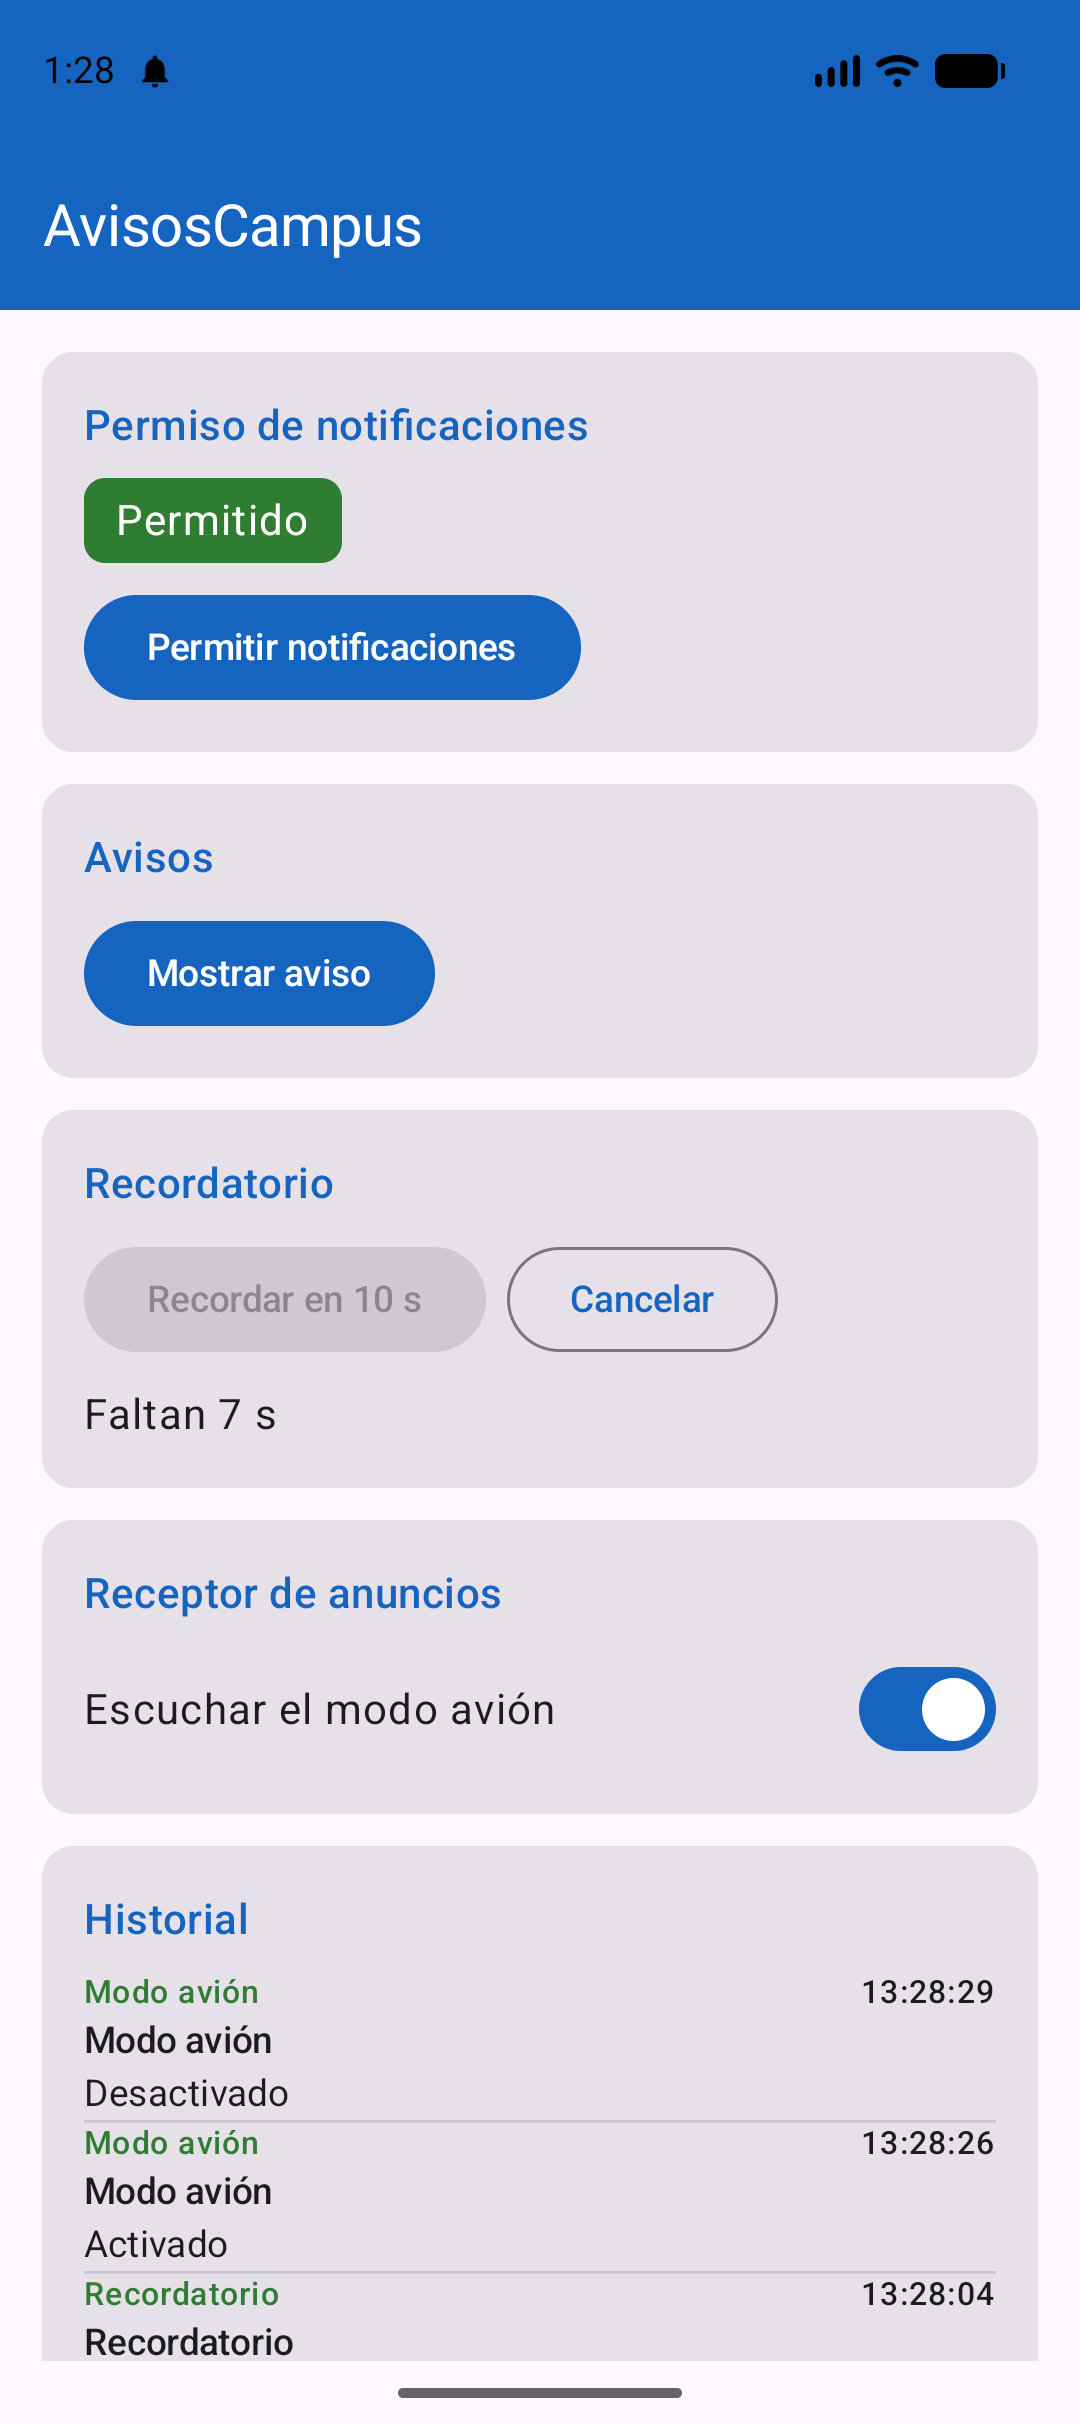 1:28
AvisosCampus
Permiso de notificaciones
Permitido
Permitir notificaciones
Avisos
Mostrar aviso
Recordatorio
Recordar en 10 s
Cancelar
Faltan 7 s
Receptor de anuncios
Escuchar el modo avión
Historial
Modo avión 13:28:29
Modo avión
Desactivado
Modo avión 13:28:26
Modo avión
Activado
Recordatorio 13:28:04
Recordatorio